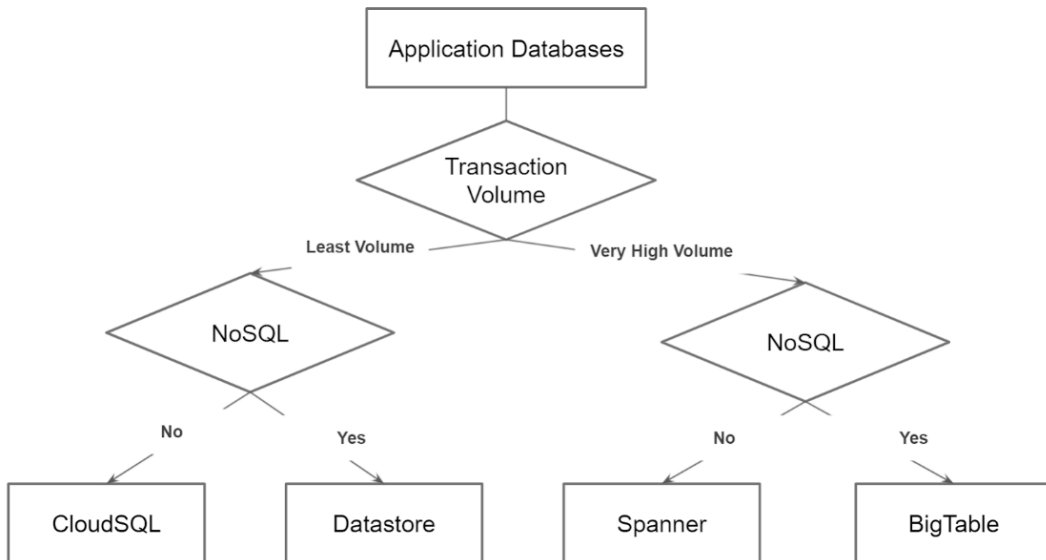 Application Databases
Transaction
Volume
Least Volume
Very High Volume
NoSQL
NoSQL
No
Yes
No
Yes
CloudSQL
Datastore
Spanner
BigTable